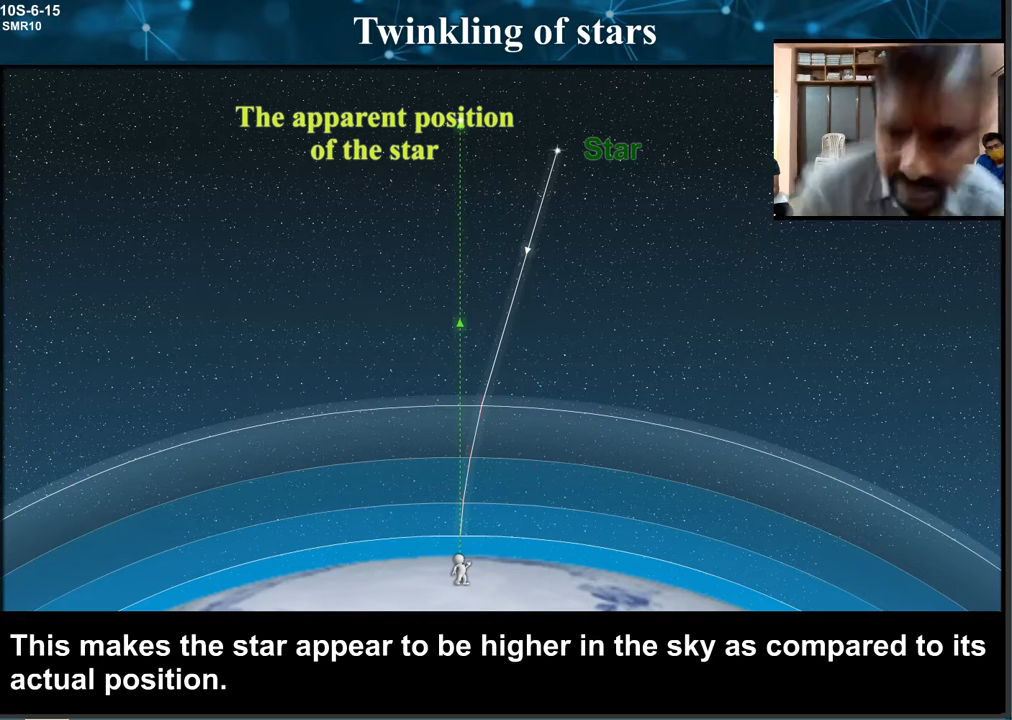 10S-6-15
SMR10
Twinkling of stars
The apparent position
of the star
Star
This makes the star appear to be higher in the sky as compared to its
actual position.